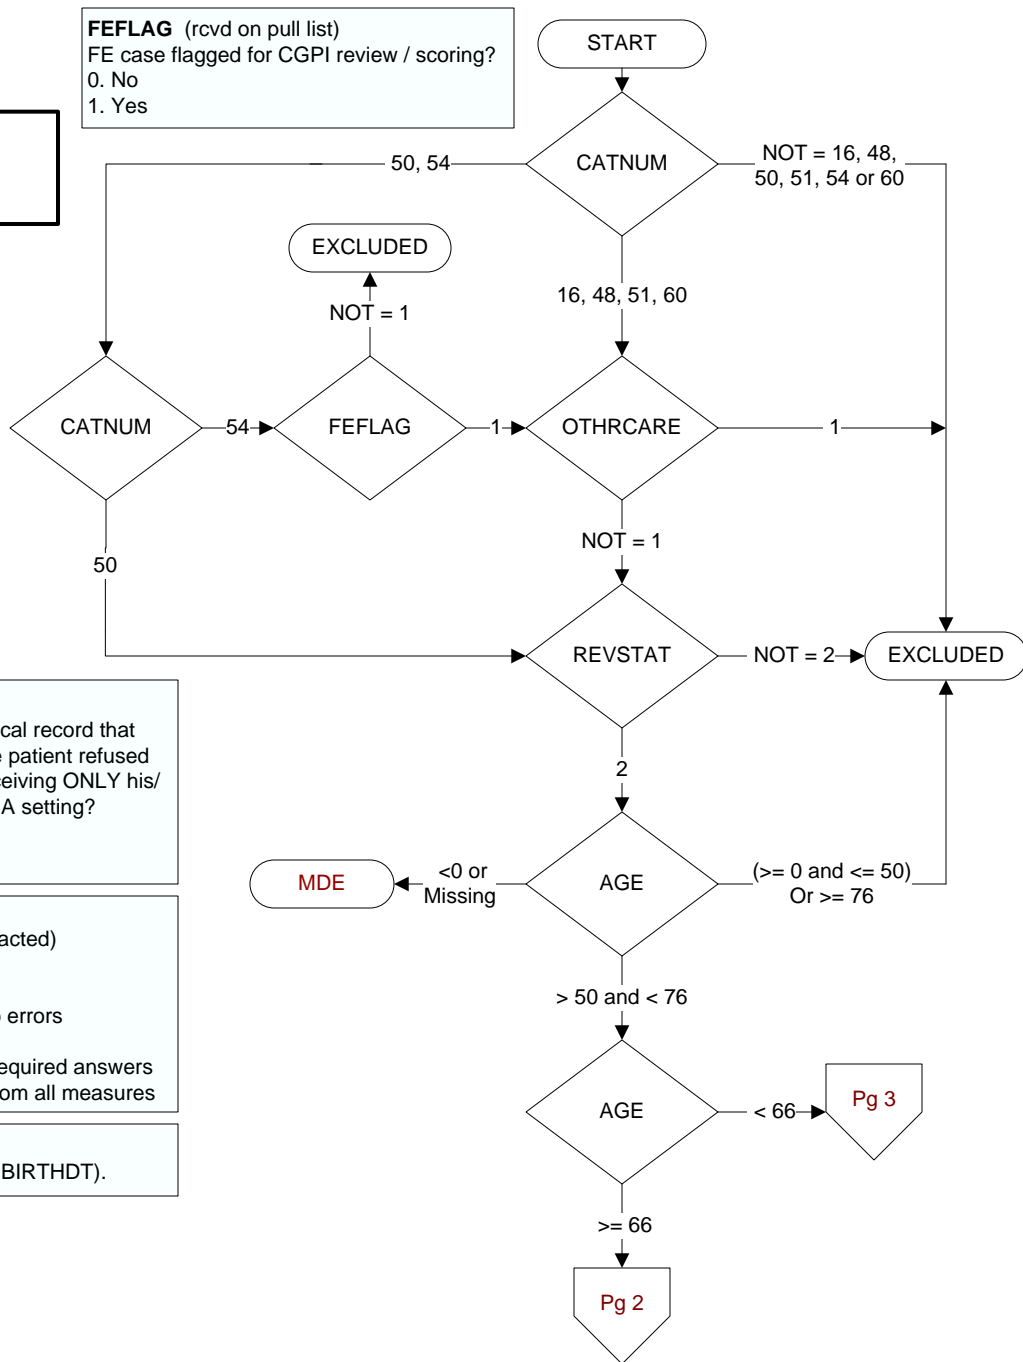 FEFLAG (rcvd on pull list)
FE case flagged for CGPI review / scoring?
0. No
1. Yes
START
CATNUM
50, 54
NOT = 16, 48,
50, 51, 54 or 60
EXCLUDED
NOT = 1
16, 48, 51, 60
CATNUM
54
FEFLAG
1
OTHRCARE
1
NOT = 1
50
REVSTAT
NOT = 2
EXCLUDED
cal record that
e patient refused
ceiving ONLY his/
A setting?
2
MDE
<0 or
Missing
AGE
(>= 0 and <= 50)
Or >= 76
acted)
errors
equired answers
om all measures
> 50 and < 76
AGE
< 66
Pg 3
BIRTHDT).
>= 66
Pg 2